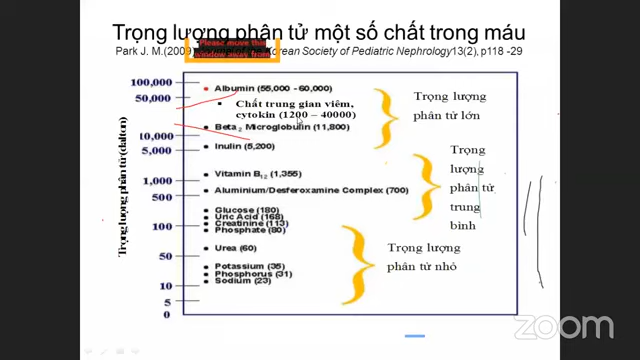 Trọng lượng phân tử một số chất trong máu
Park J. M.(2009) Journal of the Korean Society of Pediatric Nephrology13(2), p118 -29
Please move this
window away from
100,000
50,000
10,000
5,000
1,000
500
100
50
10
5
0
Trọng lượng phân tử (dalton)
Albumin (55,000 - 60,000)
Chất trung gian viêm,
cytokin (1200 – 40000)
Beta 2 Microglobulin (11,800)
Inulin (5,200)
Vitamin B12 (1,355)
Aluminium/Desferoxamine Complex (700)
Glucose (180)
Uric Acid (168)
Creatinine (113)
Phosphate (80)
Urea (60)
Potassium (35)
Phosphorus (31)
Sodium (23)
Trọng lượng
phân tử lớn
Trọng
lượng
phân tử
trung
bình
Trọng lượng
phân tử nhỏ
zoom